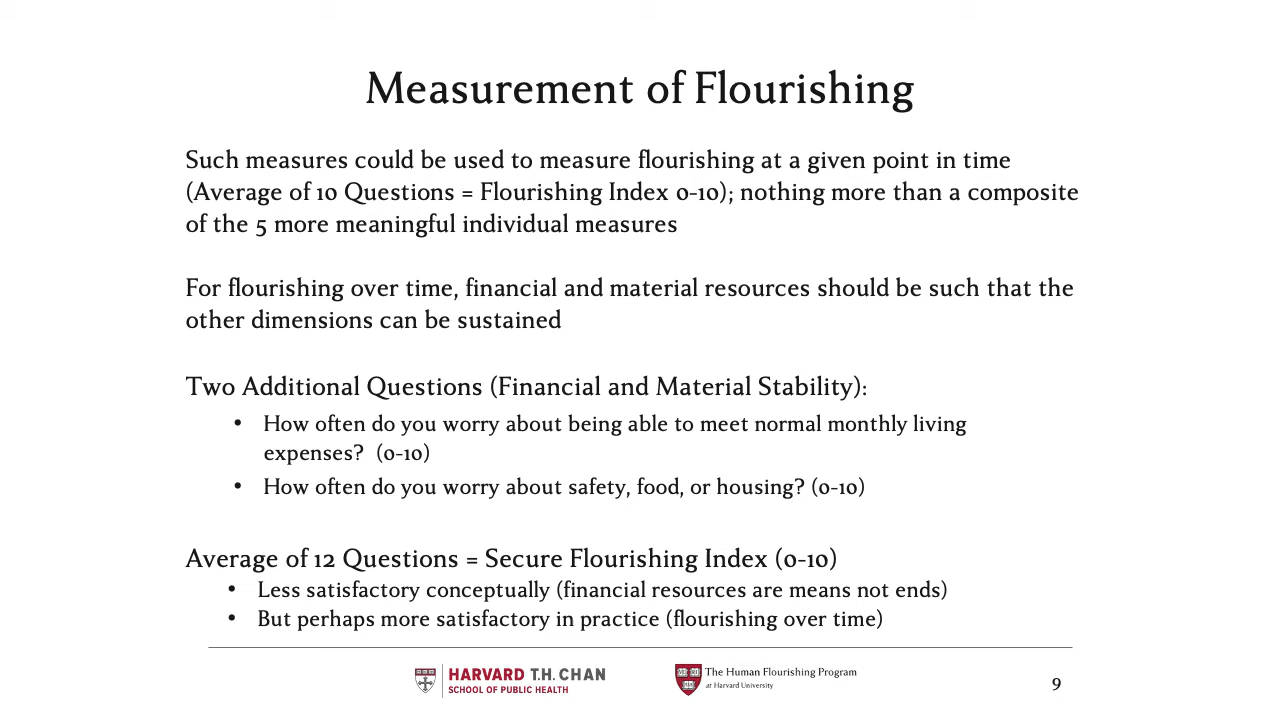 Measurement of Flourishing
Such measures could be used to measure flourishing at a given point in time
(Average of 10 Questions = Flourishing Index 0-10); nothing more than a composite
of the 5 more meaningful individual measures
For flourishing over time, financial and material resources should be such that the
other dimensions can be sustained
Two Additional Questions (Financial and Material Stability):
• How often do you worry about being able to meet normal monthly living
expenses?  (0-10)
• How often do you worry about safety, food, or housing? (0-10)
Average of 12 Questions = Secure Flourishing Index (0-10)
• Less satisfactory conceptually (financial resources are means not ends)
• But perhaps more satisfactory in practice (flourishing over time)
HARVARD T.H. CHAN
SCHOOL OF PUBLIC HEALTH
The Human Flourishing Program
at Harvard University
9